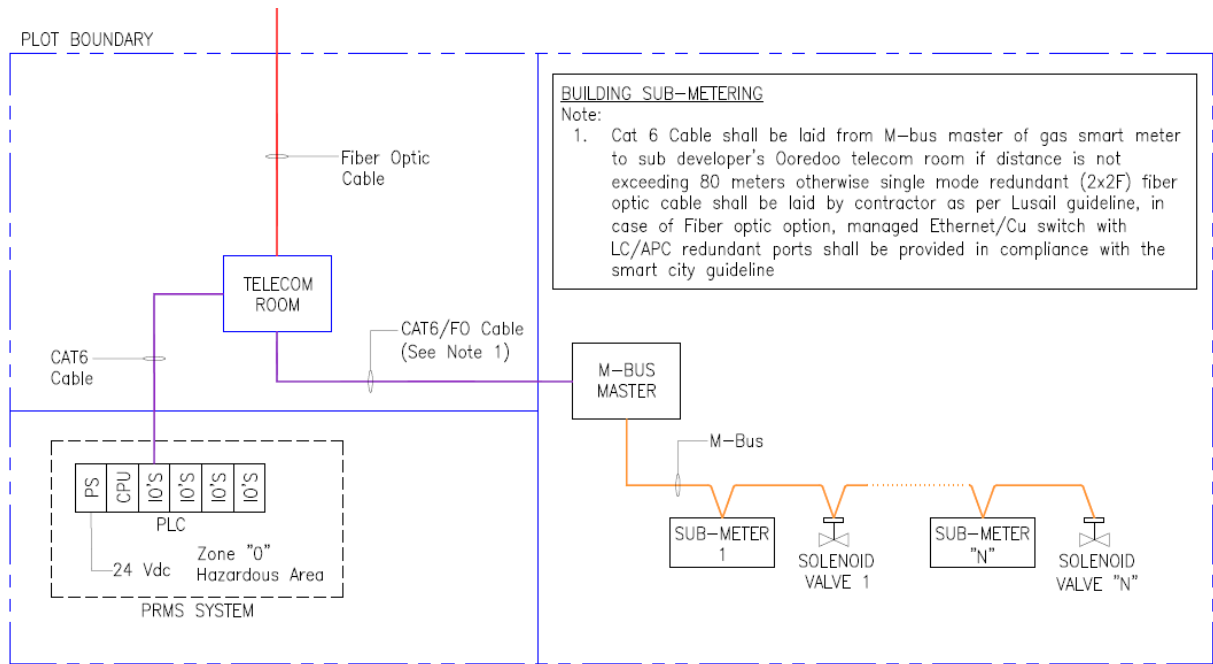 PLOT BOUNDARY
BUILDING SUB-METERING
Note:
1. Cat 6 Cable shall be laid from M-bus master of gas smart meter
to sub developer's Ooredoo telecom room if distance is not
exceeding 80 meters otherwise single mode redundant (2x2F) fiber
optic cable shall be laid by contractor as per Lusail guideline, in
case of Fiber optic option, managed Ethernet/Cu switch with
LC/APC redundant ports shall be provided in compliance with the
smart city guideline
Fiber Optic
Cable
TELECOM
ROOM
CAT6/FO Cable
(See Note 1)
CAT6
Cable
M-BUS
MASTER
M-Bus
PS
CPU
IO'S
IO'S
IO'S
IO'S
PLC
24 Vdc
Zone "0"
Hazardous Area
PRMS SYSTEM
SUB-METER
1
SOLENOID
VALVE 1
SUB-METER
"N"
SOLENOID
VALVE "N"